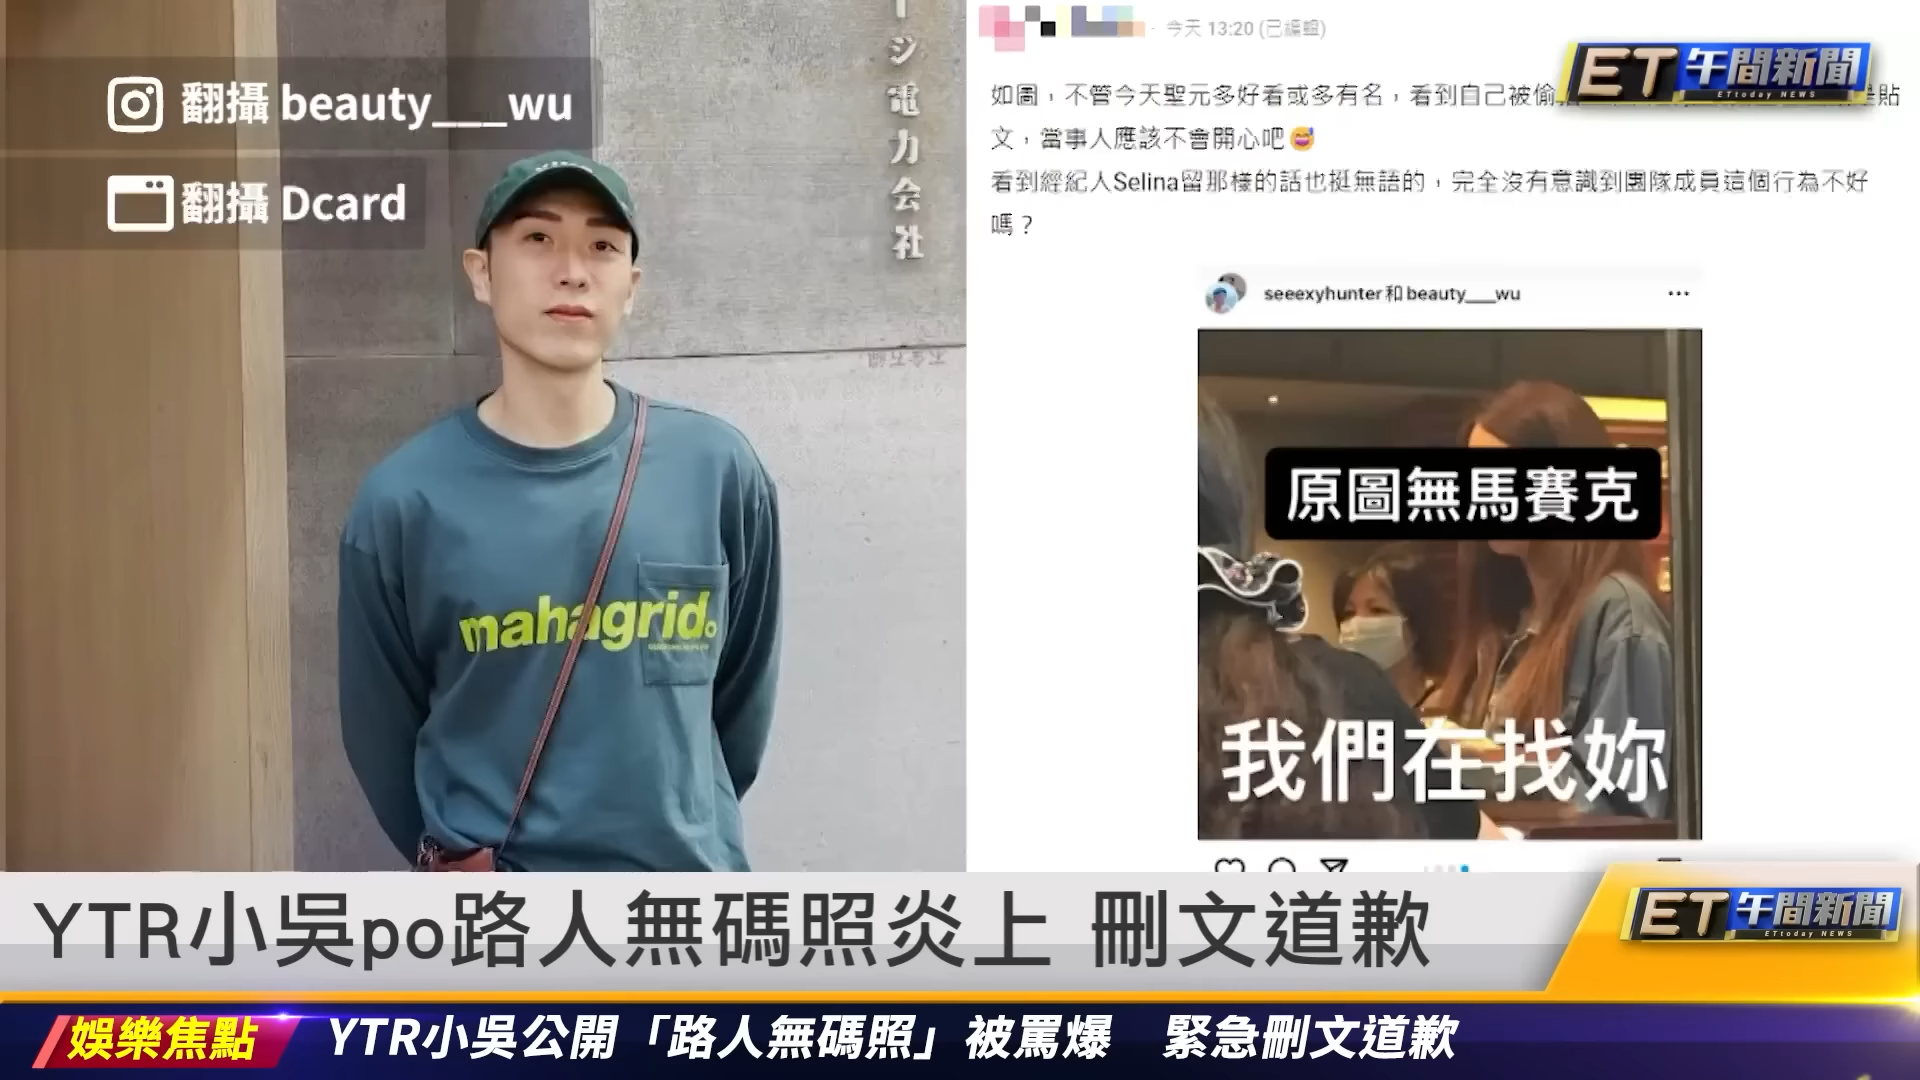 翻攝 beauty___wu
翻攝 Dcard
ジ電力会社
今天 13:20 (已編輯)
如圖，不管今天聖元多好看或多有名，看到自己被偷
貼
文，當事人應該不會開心吧😅
看到經紀人Selina留那樣的話也挺無語的，完全沒有意識到團隊成員這個行為不好
嗎？
seeexyhunter和beauty___wu
原圖無馬賽克
我們在找妳
mahagrid
ET午間新聞
ETtoday NEWS
YTR小吳po路人無碼照炎上 刪文道歉
ET午間新聞
ETtoday NEWS
娛樂焦點
YTR小吳公開「路人無碼照」被罵爆 緊急刪文道歉